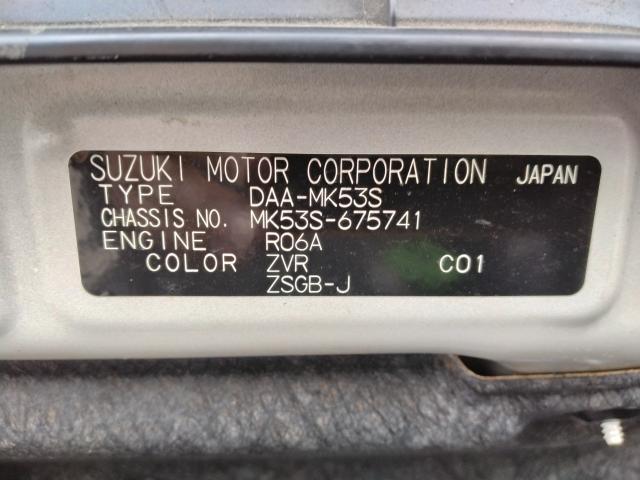 SUZUKI MOTOR CORPORATION JAPAN
TYPE DAA-MK53S
CHASSIS NO. MK53S-675741
ENGINE R06A
COLOR ZVR C01
ZSGB-J